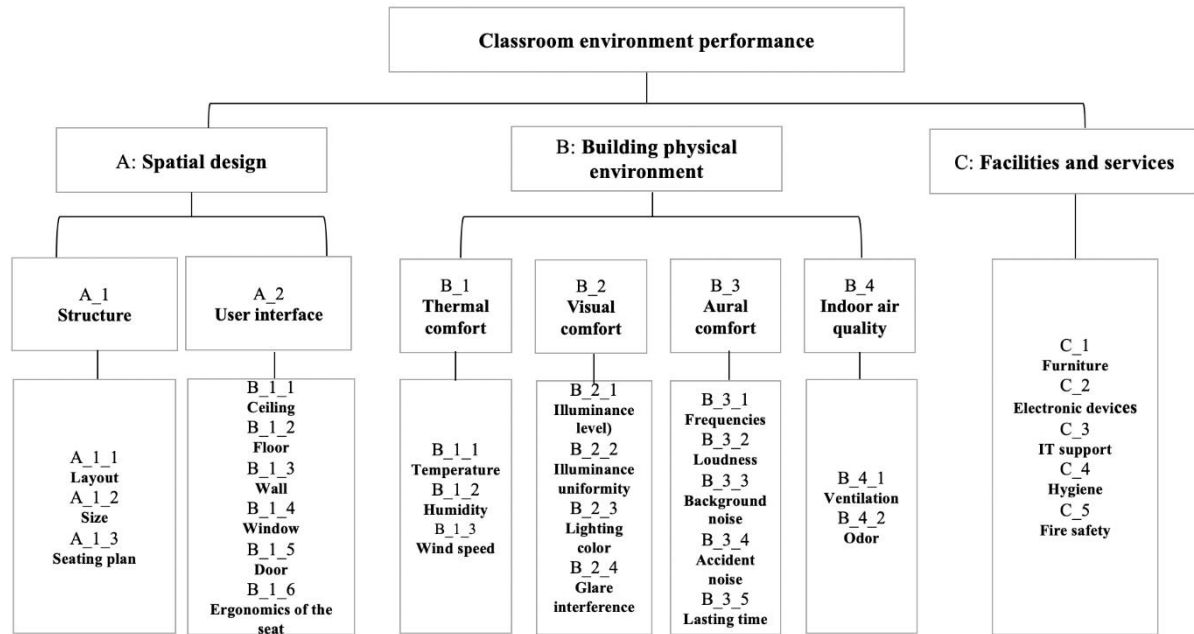 Classroom environment performance
A: Spatial design
B: Building physical
environment
C: Facilities and services
A_1
Structure
A_2
User interface
B_1
Thermal
comfort
B_2
Visual
comfort
B_3
Aural
comfort
B_4
Indoor air
quality
A_1_1
Layout
A_1_2
Size
A_1_3
Seating plan
B_1_1
Ceiling
B_1_2
Floor
B_1_3
Wall
B_1_4
Window
B_1_5
Door
B_1_6
Ergonomics of the
seat
B_1_1
Temperature
B_1_2
Humidity
B_1_3
Wind speed
B_2_1
Illuminance
level)
B_2_2
Illuminance
uniformity
B_2_3
Lighting
color
B_2_4
Glare
interference
B_3_1
Frequencies
B_3_2
Loudness
B_3_3
Background
noise
B_3_4
Accident
noise
B_3_5
Lasting time
B_4_1
Ventilation
B_4_2
Odor
C_1
Furniture
C_2
Electronic devices
C_3
IT support
C_4
Hygiene
C_5
Fire safety